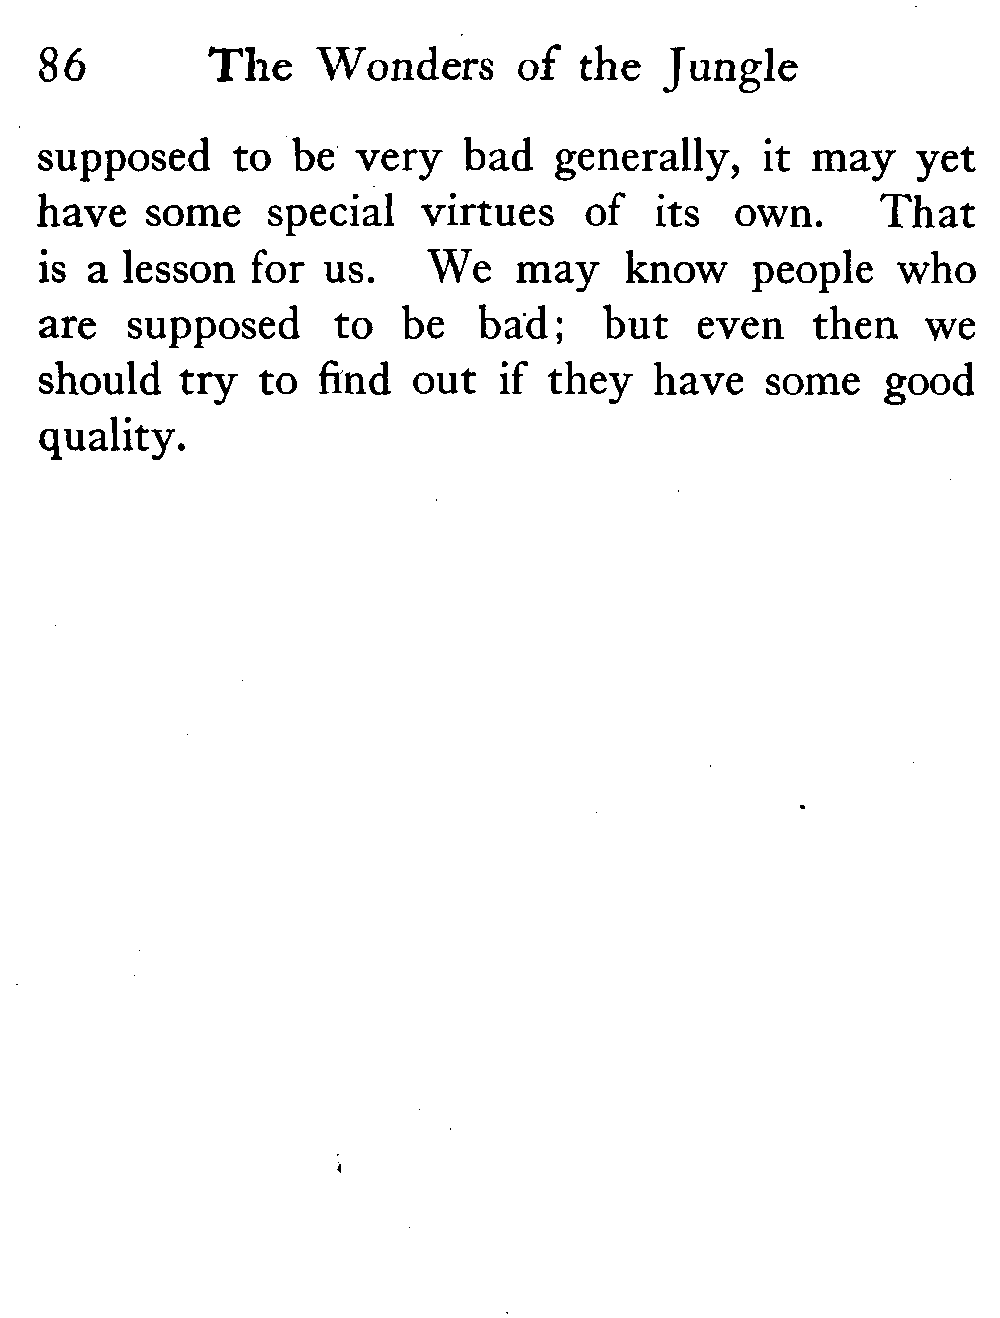 86 The Wonders of the Jungle
supposed to be very bad generally, it may yet
have some special virtues of its own. That
is a lesson for us. We may know people who
are supposed to be bad; but even then we
should try to find out if they have some good
quality.